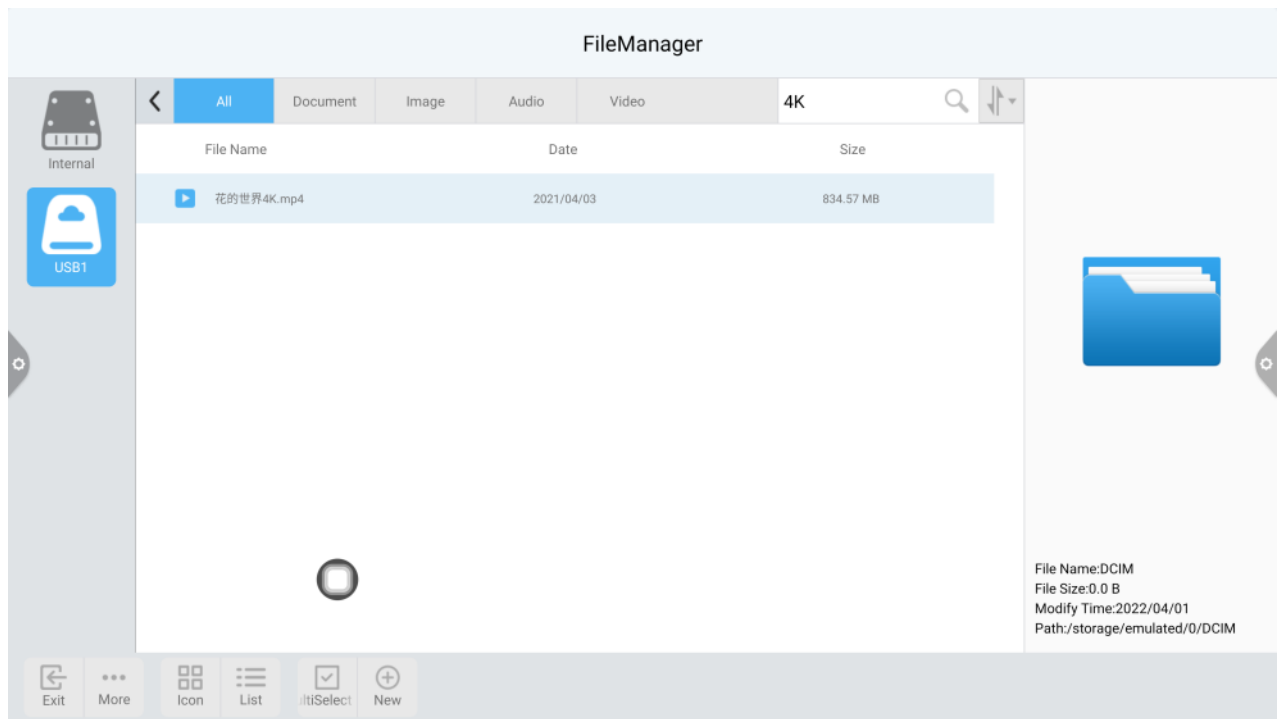 FileManager
Internal
USB1
All Document Image Audio Video 4K
File Name Date Size
花的世界4K.mp4 2021/04/03 834.57 MB
File Name:DCIM
File Size:0.0 B
Modify Time:2022/04/01
Path:/storage/emulated/0/DCIM
Exit More Icon List ltiSelect New